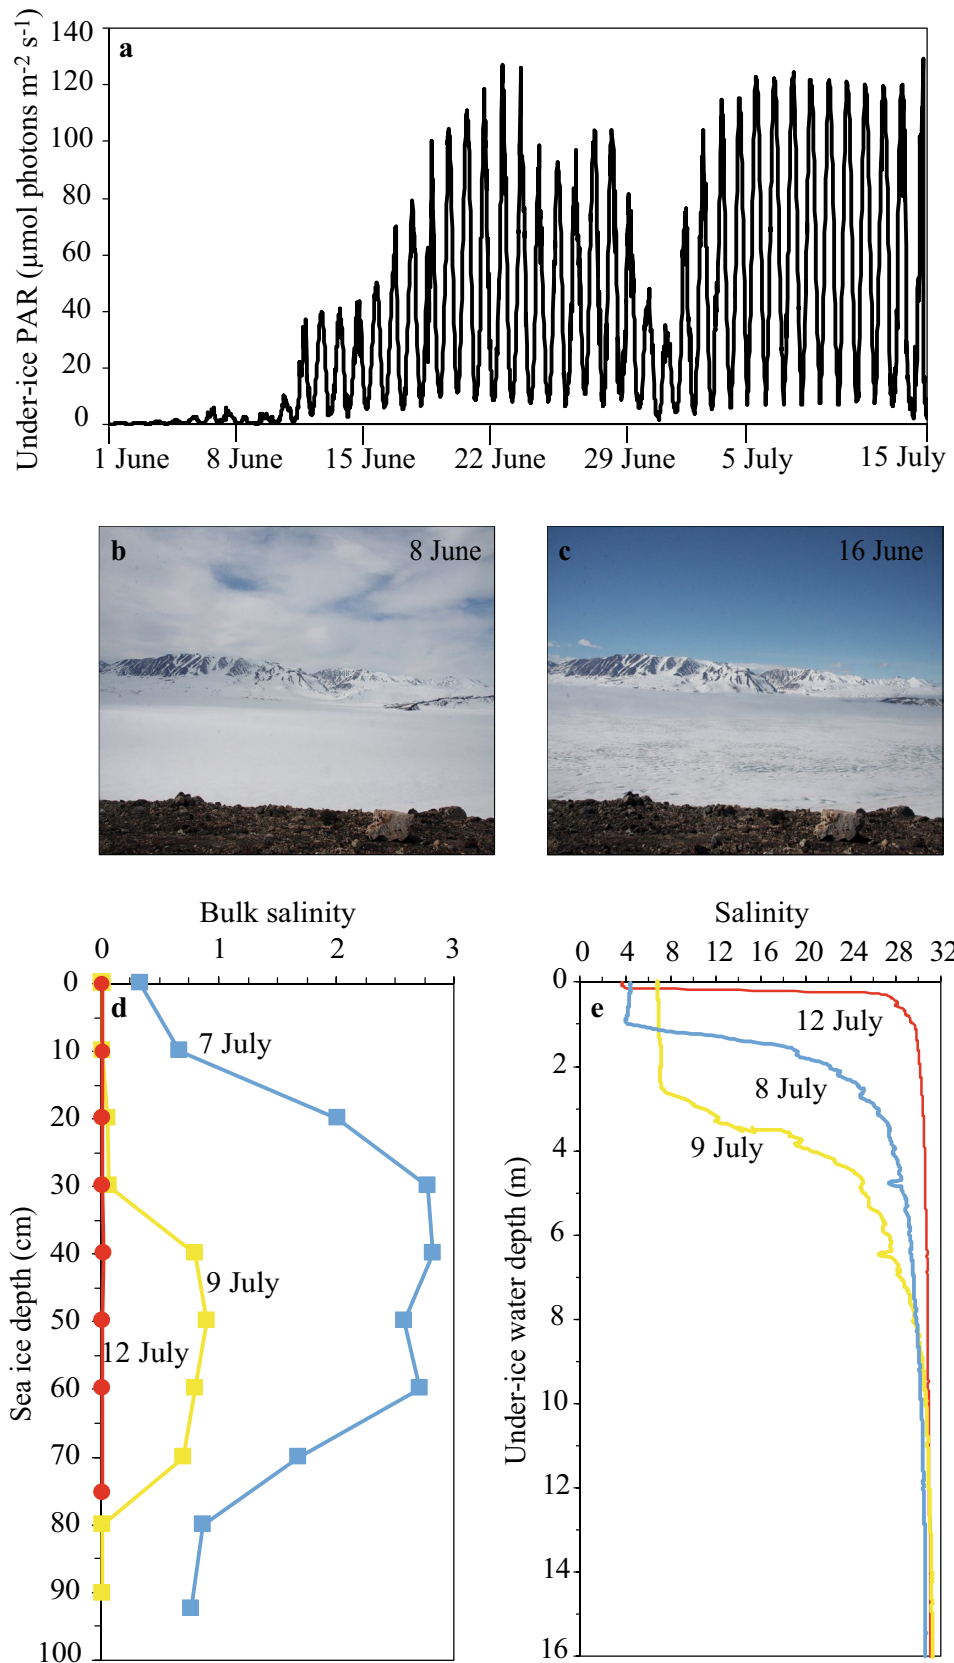 Under-ice PAR (µmol photons m⁻² s⁻¹)
a
140
120
100
80
60
40
20
0
1 June 8 June 15 June 22 June 29 June 5 July 15 July
b 8 June
c 16 June
Bulk salinity
0 1 2 3
Sea ice depth (cm)
0
10
20
30
40
50
60
70
80
90
100
d
7 July
9 July
12 July
Salinity
0 4 8 12 16 20 24 28 32
Under-ice water depth (m)
0
2
4
6
8
10
12
14
16
e
12 July
8 July
9 July